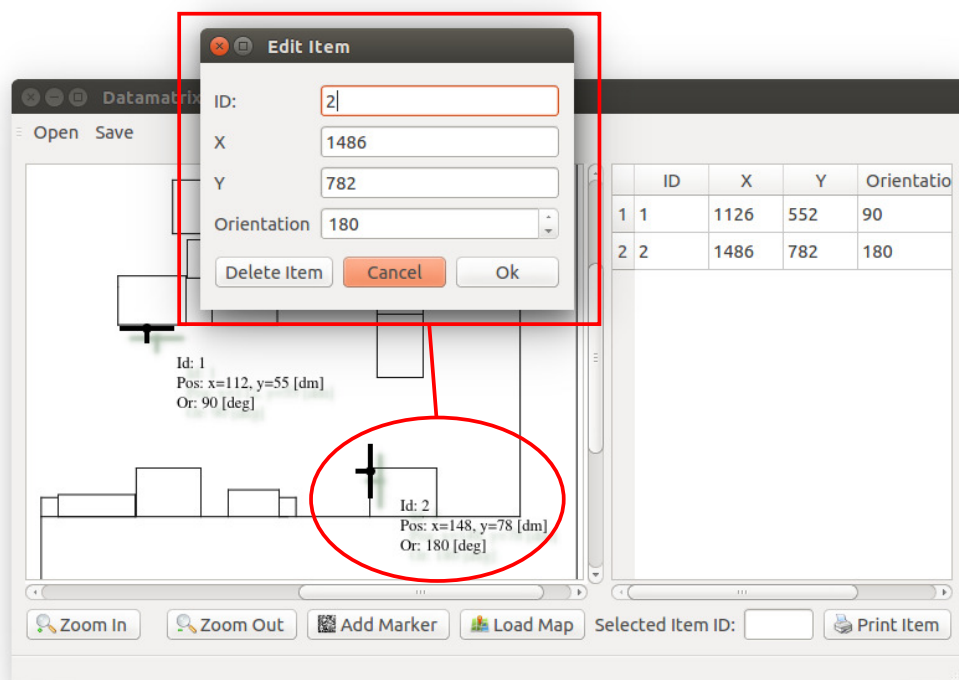 Edit Item
Datamatrix
ID:
2
Open Save
X
1486
Y
782
Orientation
180
Delete Item
Cancel
Ok
ID X Y Orientatio
1 1 1126 552 90
2 2 1486 782 180
Id: 1
Pos: x=112, y=55 [dm]
Or: 90 [deg]
Id: 2
Pos: x=148, y=78 [dm]
Or: 180 [deg]
Zoom In
Zoom Out
Add Marker
Load Map
Selected Item ID:
Print Item